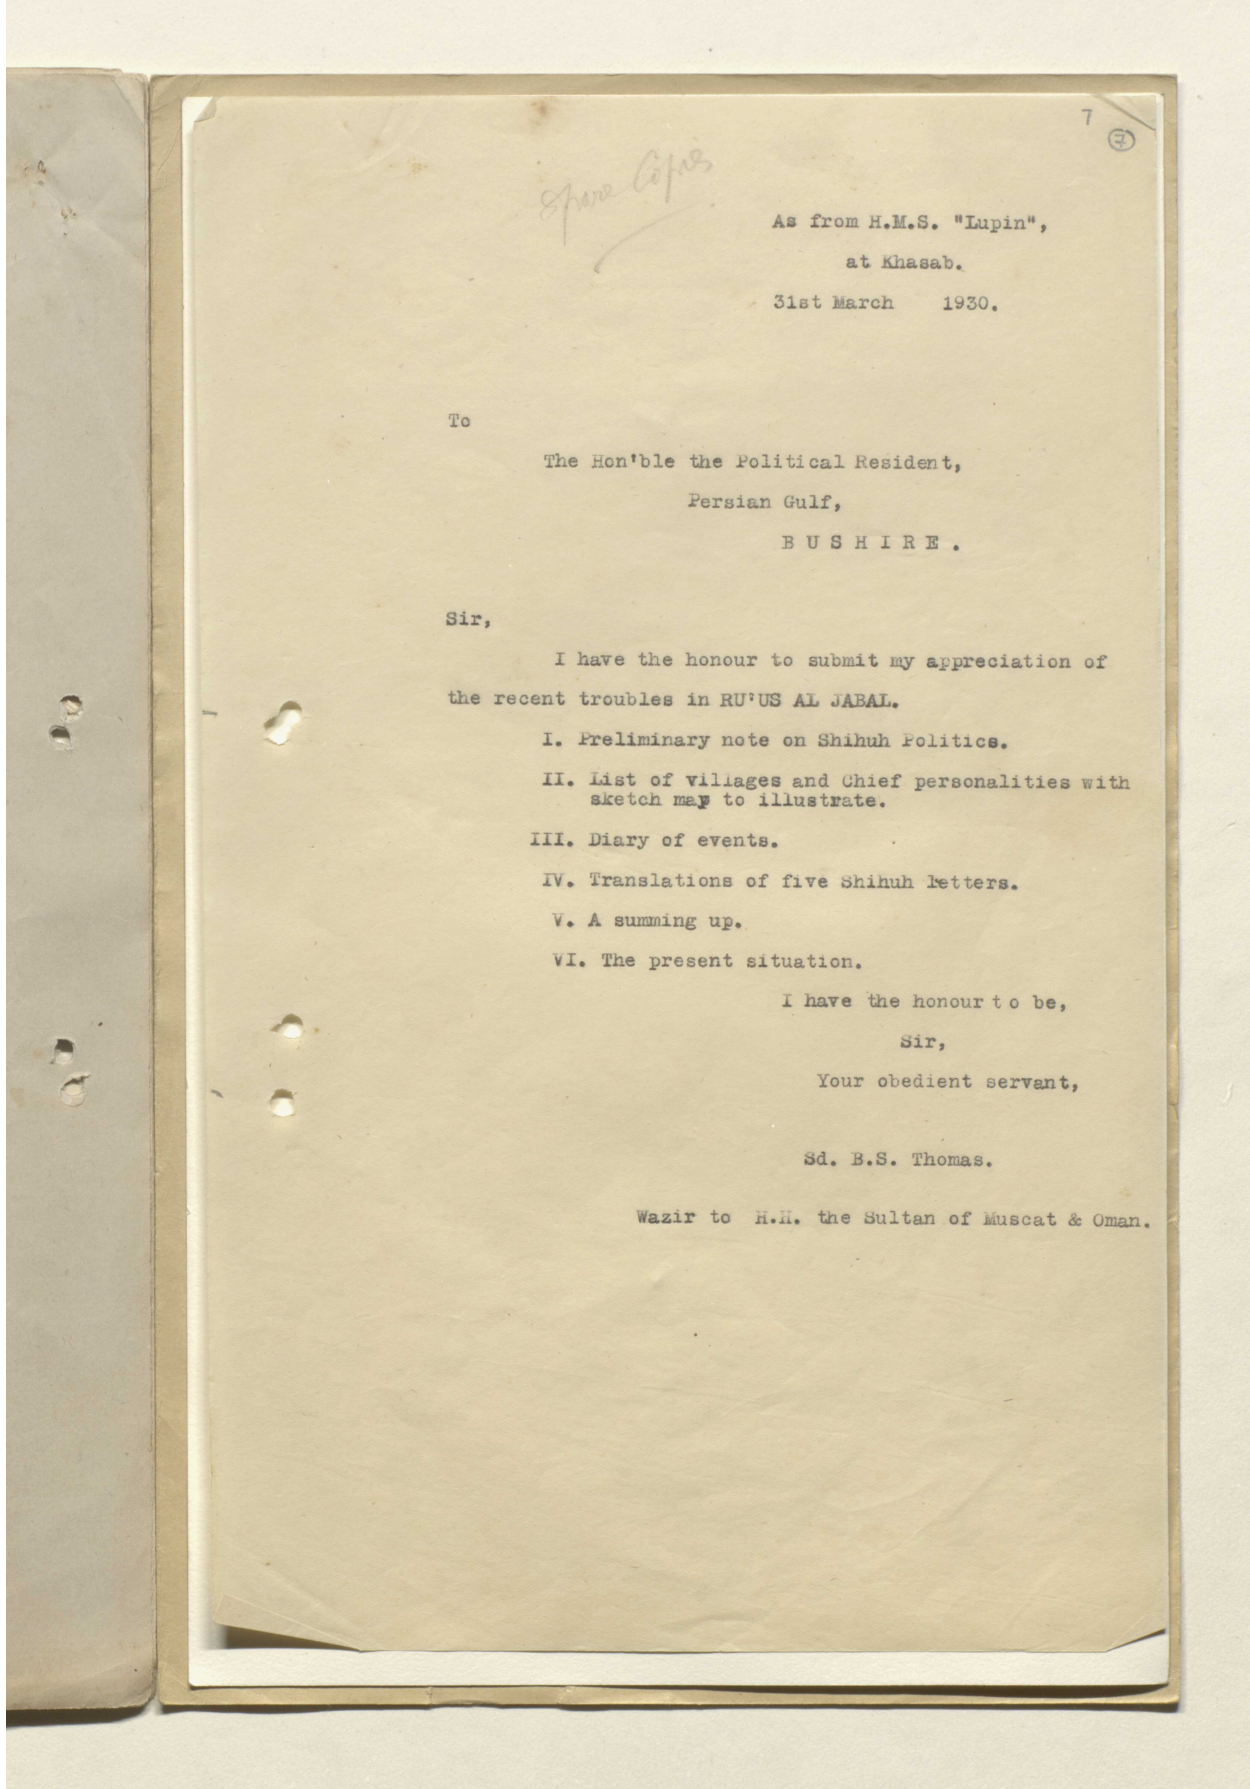 7
7
Spare Copies
As from H.M.S. "Lupin",
at Khasab.
31st March 1930.
To
The Hon'ble the Political Resident,
Persian Gulf,
B U S H I R E .
Sir,
I have the honour to submit my appreciation of
the recent troubles in RU'US AL JABAL.
I. Preliminary note on Shihuh Politics.
II. List of villages and Chief personalities with
sketch map to illustrate.
III. Diary of events.
IV. Translations of five Shihuh letters.
V. A summing up.
VI. The present situation.
I have the honour t o be,
Sir,
Your obedient servant,
Sd. B.S. Thomas.
Wazir to H.H. the Sultan of Muscat & Oman.